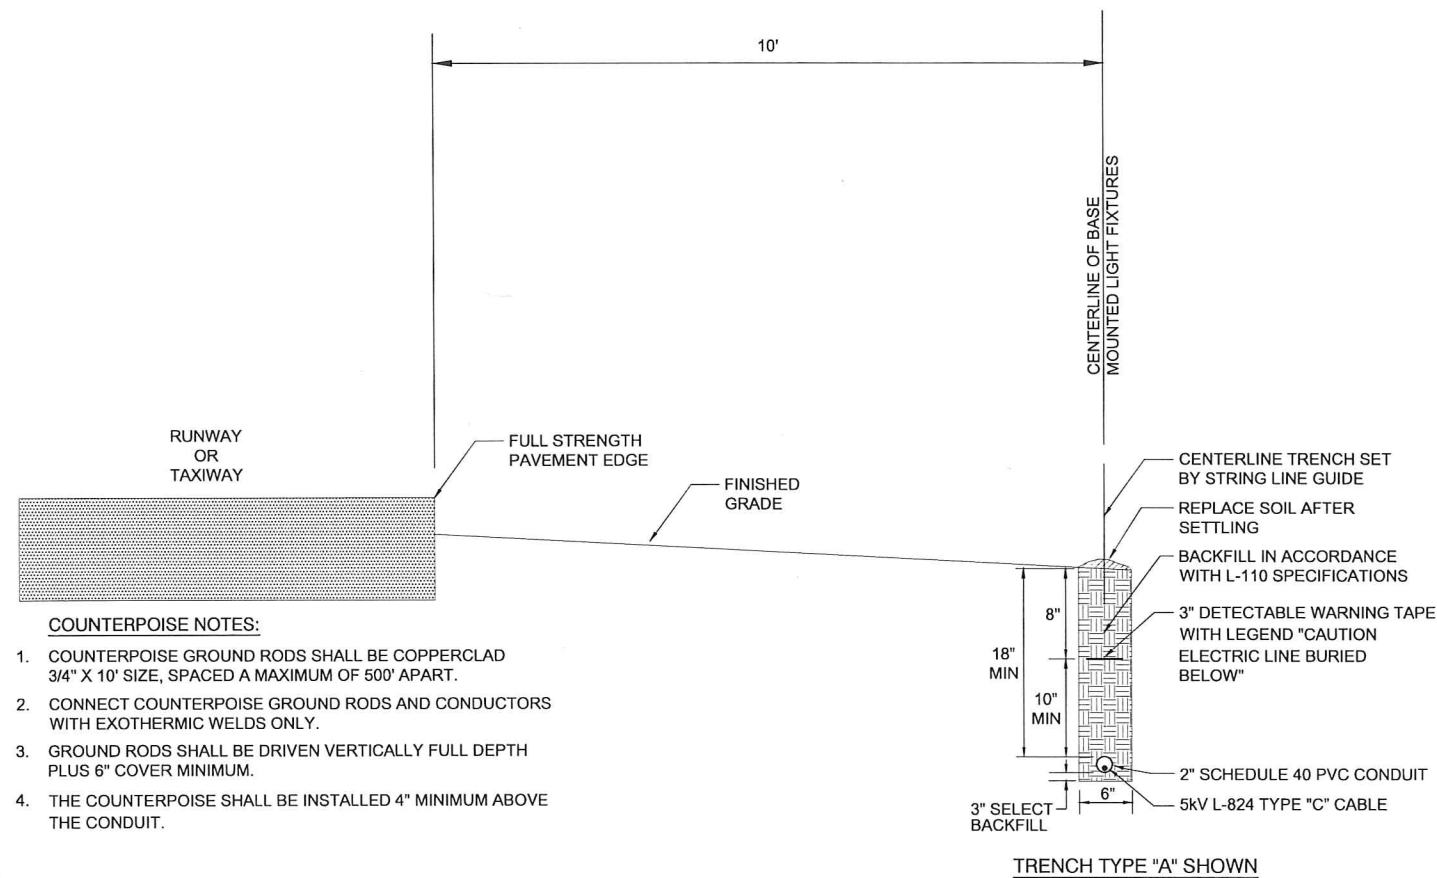 10'
CENTERLINE OF BASE
MOUNTED LIGHT FIXTURES
RUNWAY
OR
TAXIWAY
FULL STRENGTH
PAVEMENT EDGE
FINISHED
GRADE
CENTERLINE TRENCH SET
BY STRING LINE GUIDE
REPLACE SOIL AFTER
SETTLING
BACKFILL IN ACCORDANCE
WITH L-110 SPECIFICATIONS
3" DETECTABLE WARNING TAPE
WITH LEGEND "CAUTION
ELECTRIC LINE BURIED
BELOW"
8"
18"
MIN
10"
MIN
2" SCHEDULE 40 PVC CONDUIT
5kV L-824 TYPE "C" CABLE
6"
3" SELECT
BACKFILL
TRENCH TYPE "A" SHOWN
COUNTERPOISE NOTES:
1. COUNTERPOISE GROUND RODS SHALL BE COPPERCLAD
3/4" X 10' SIZE, SPACED A MAXIMUM OF 500' APART.
2. CONNECT COUNTERPOISE GROUND RODS AND CONDUCTORS
WITH EXOTHERMIC WELDS ONLY.
3. GROUND RODS SHALL BE DRIVEN VERTICALLY FULL DEPTH
PLUS 6" COVER MINIMUM.
4. THE COUNTERPOISE SHALL BE INSTALLED 4" MINIMUM ABOVE
THE CONDUIT.